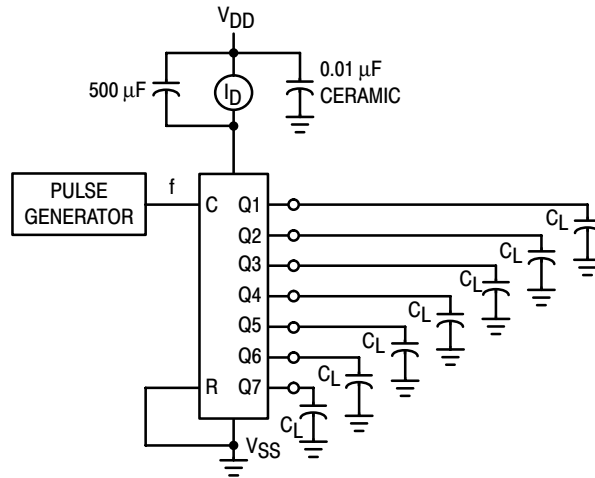 VDD
500 μF
ID
0.01 μF
CERAMIC
PULSE
GENERATOR
f
C
Q1
CL
Q2
CL
Q3
CL
Q4
CL
Q5
CL
Q6
CL
R
Q7
CL
VSS